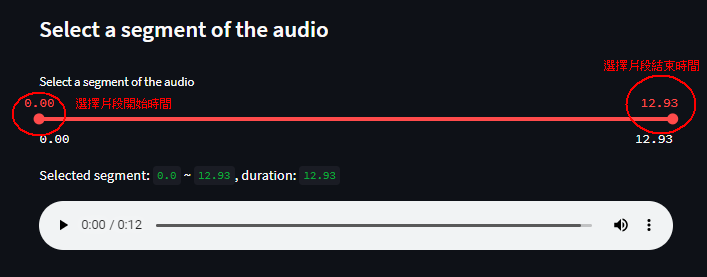 Select a segment of the audio
選擇片段結束時間
Select a segment of the audio
0.00 選擇片段開始時間 12.93
0.00 12.93
Selected segment: 0.0 ~ 12.93 , duration: 12.93
0:00 / 0:12